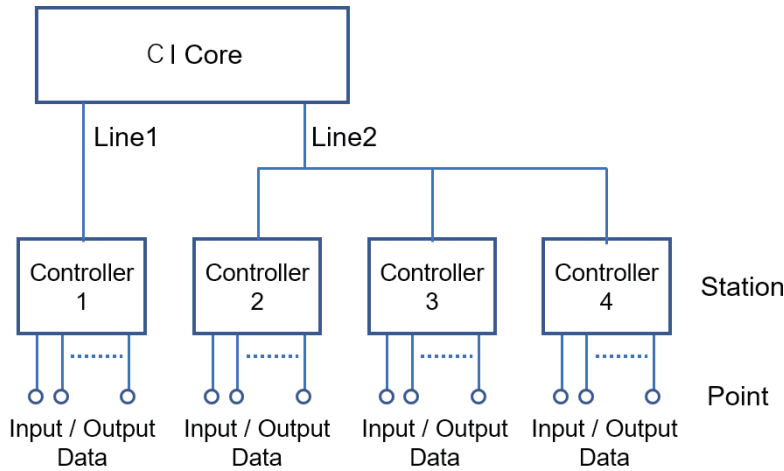 C I Core
Line1
Line2
Controller
1
Controller
2
Controller
3
Controller
4
Station
Point
Input / Output
Data
Input / Output
Data
Input / Output
Data
Input / Output
Data